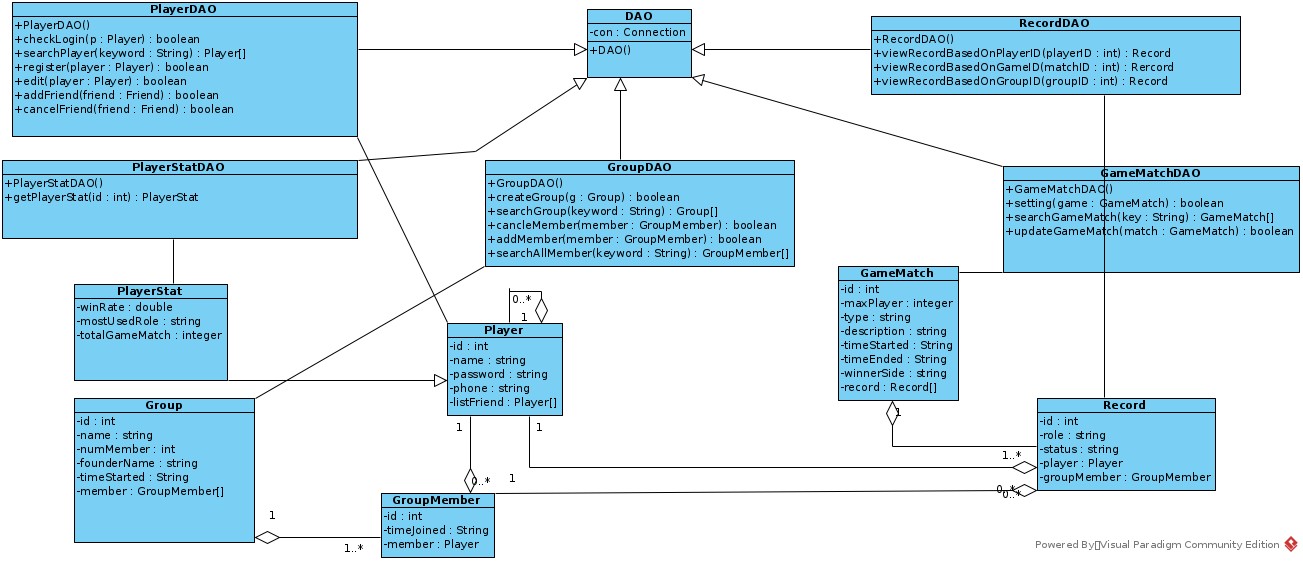 PlayerDAO
+PlayerDAO()
+checkLogin(p : Player) : boolean
+searchPlayer(keyword : String) : Player[]
+register(player : Player) : boolean
+edit(player : Player) : boolean
+addFriend(friend : Friend) : boolean
+cancelFriend(friend : Friend) : boolean
DAO
-con : Connection
+DAO()
RecordDAO
+RecordDAO()
+viewRecordBasedOnPlayerID(playerID : int) : Record
+viewRecordBasedOnGameID(matchID : int) : Rercord
+viewRecordBasedOnGroupID(groupID : int) : Record
PlayerStatDAO
+PlayerStatDAO()
+getPlayerStat(id : int) : PlayerStat
GroupDAO
+GroupDAO()
+createGroup(g : Group) : boolean
+searchGroup(keyword : String) : Group[]
+cancleMember(member : GroupMember) : boolean
+addMember(member : GroupMember) : boolean
+searchAllMember(keyword : String) : GroupMember[]
GameMatchDAO
+GameMatchDAO()
+setting(game : GameMatch) : boolean
+searchGameMatch(key : String) : GameMatch[]
+updateGameMatch(match : GameMatch) : boolean
PlayerStat
-winRate : double
-mostUsedRole : string
-totalGameMatch : integer
0..*
1
Player
-id : int
-name : string
-password : string
-phone : string
-listFriend : Player[]
GameMatch
-id : int
-maxPlayer : integer
-type : string
-description : string
-timeStarted : String
-timeEnded : String
-winnerSide : string
-record : Record[]
Group
-id : int
-name : string
-numMember : int
-founderName : string
-timeStarted : String
-member : GroupMember[]
Record
-id : int
-role : string
-status : string
-player : Player
-groupMember : GroupMember
1
1
1
1..*
0..*
1
0..*
0..*
GroupMember
-id : int
-timeJoined : String
-member : Player
1
1..*
Powered By Visual Paradigm Community Edition